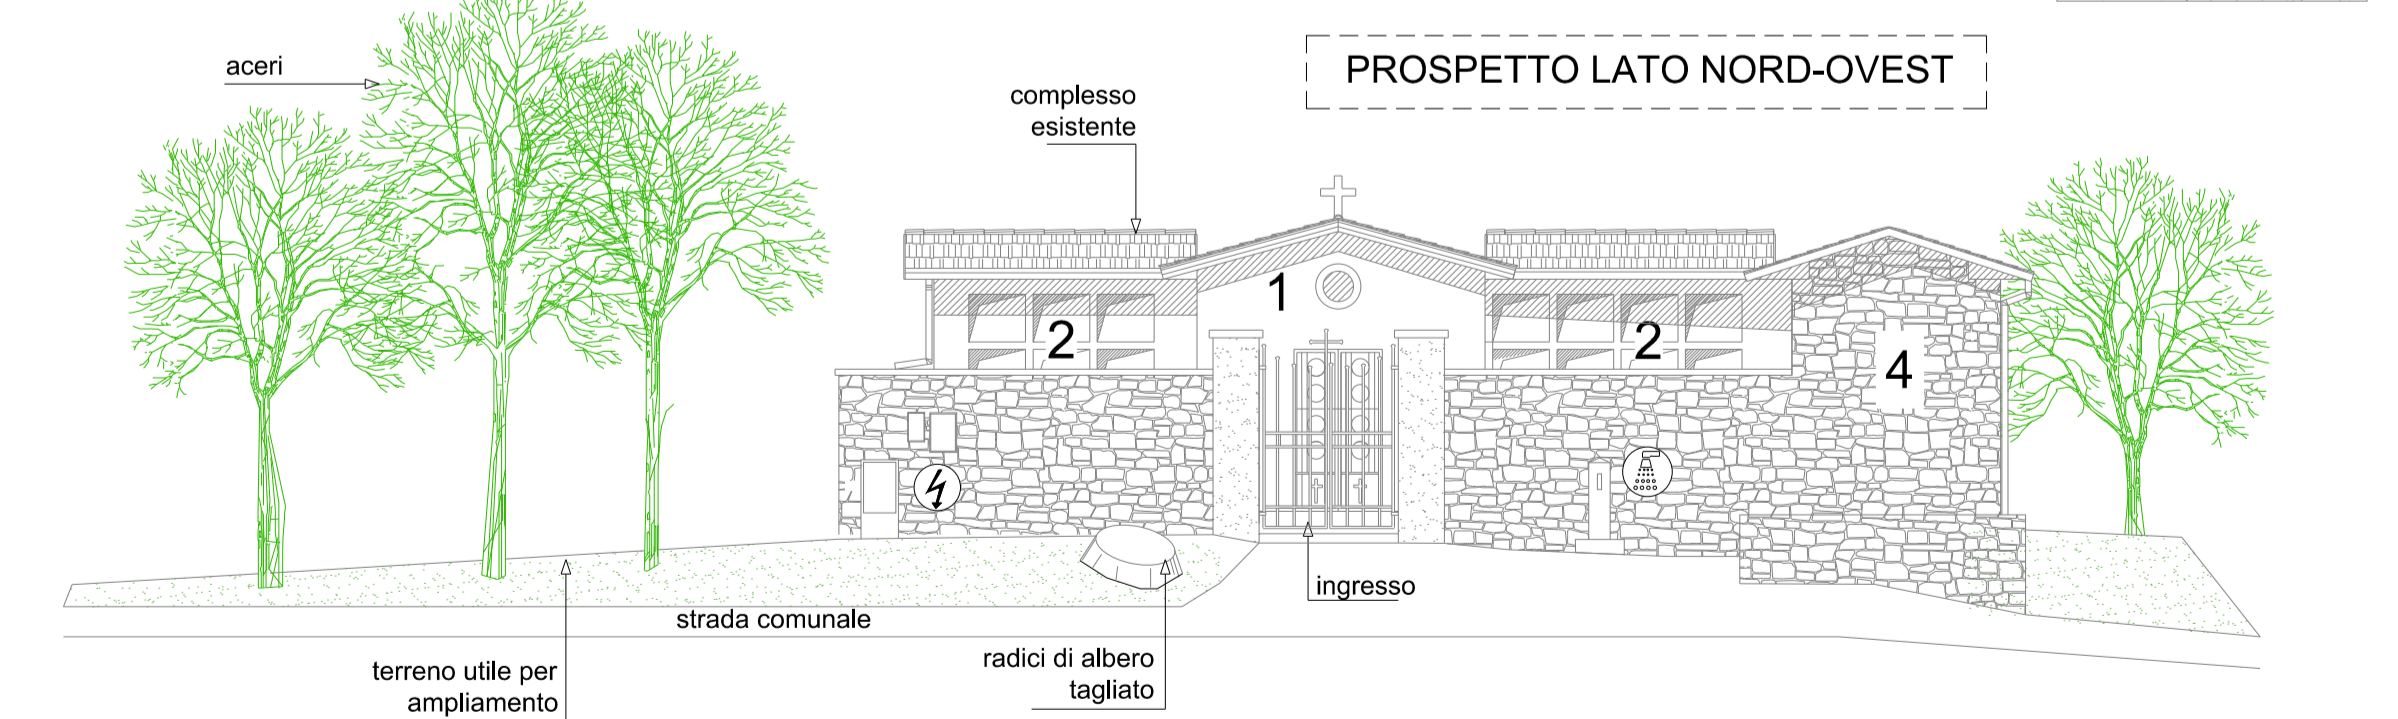 PROSPETTO LATO NORD-OVEST
aceri
complesso
esistente
1
2
2
4
ingresso
strada comunale
terreno utile per
ampliamento
radici di albero
tagliato